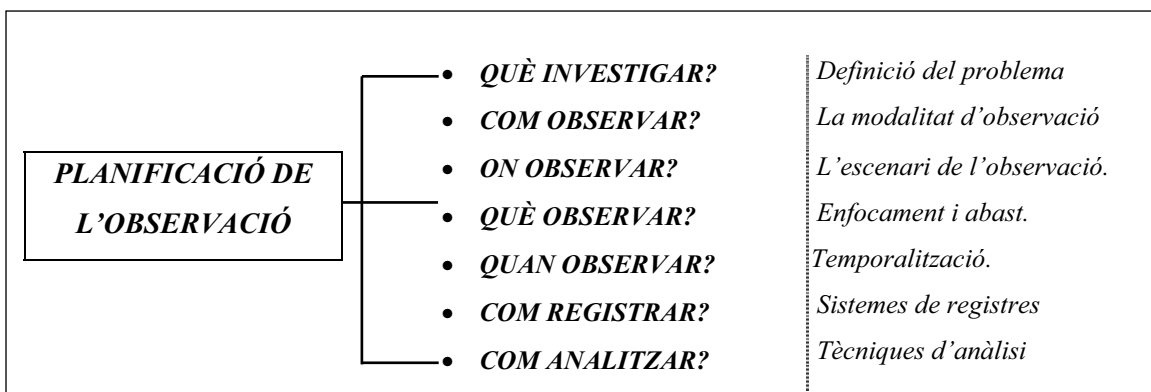 PLANIFICACIÓ DE
L'OBSERVACIÓ
• QUÈ INVESTIGAR? Definició del problema
• COM OBSERVAR? La modalitat d'observació
• ON OBSERVAR? L'escenari de l'observació.
• QUÈ OBSERVAR? Enfocament i abast.
• QUAN OBSERVAR? Temporalització.
• COM REGISTRAR? Sistemes de registres
• COM ANALITZAR? Tècniques d'anàlisi